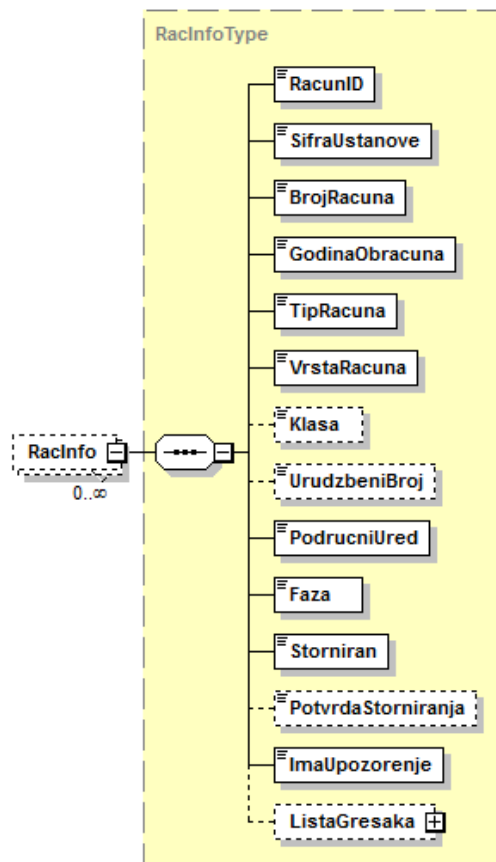 RacInfoType
RacunID
SifraUstanove
BrojRacuna
GodinaObracuna
TipRacuna
VrstaRacuna
Klasa
RacInfo
0..∞
UrudzbeniBroj
PodrucniUred
Faza
Storniran
PotvrdaStorniranja
ImaUpozorenje
ListaGresaka